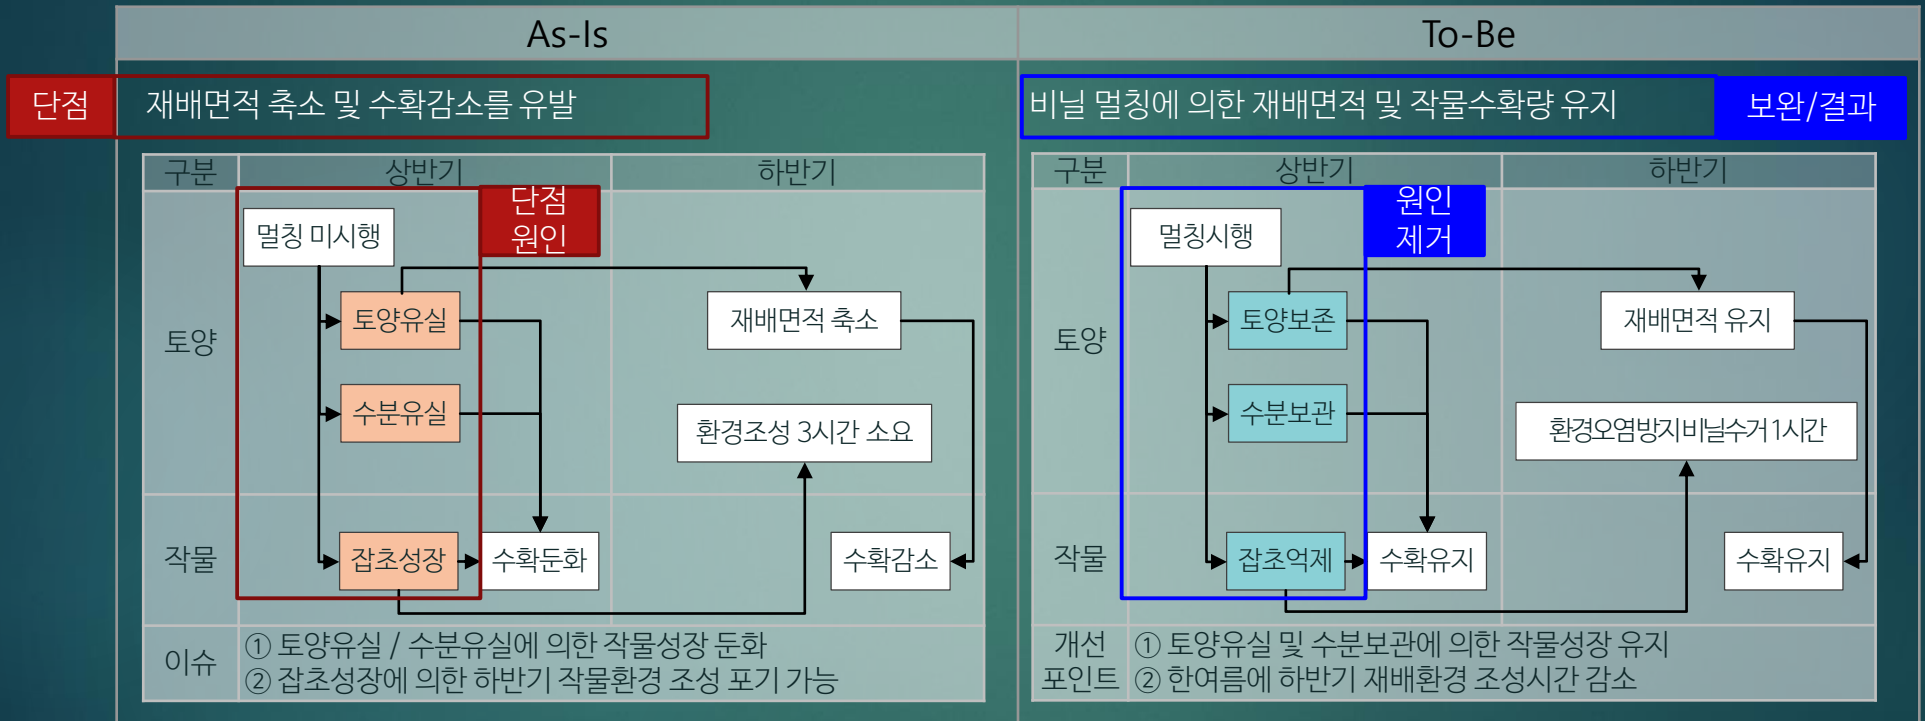 As-Is
To-Be
단점
재배면적 축소 및 수확감소를 유발
비닐 멀칭에 의한 재배면적 및 작물수확량 유지
보완/결과
구분
상반기
하반기
단점
원인
멀칭 미시행
토양
토양유실
재배면적 축소
수분유실
환경조성 3시간 소요
작물
잡초성장
수확둔화
수확감소
이슈
① 토양유실 / 수분유실에 의한 작물성장 둔화
② 잡초성장에 의한 하반기 작물환경 조성 포기 가능
구분
상반기
하반기
원인
제거
멀칭시행
토양
토양보존
재배면적 유지
수분보관
환경오염방지 비닐수거 1시간
작물
잡초억제
수확유지
수확유지
개선
포인트
① 토양유실 및 수분보관에 의한 작물성장 유지
② 한여름에 하반기 재배환경 조성시간 감소